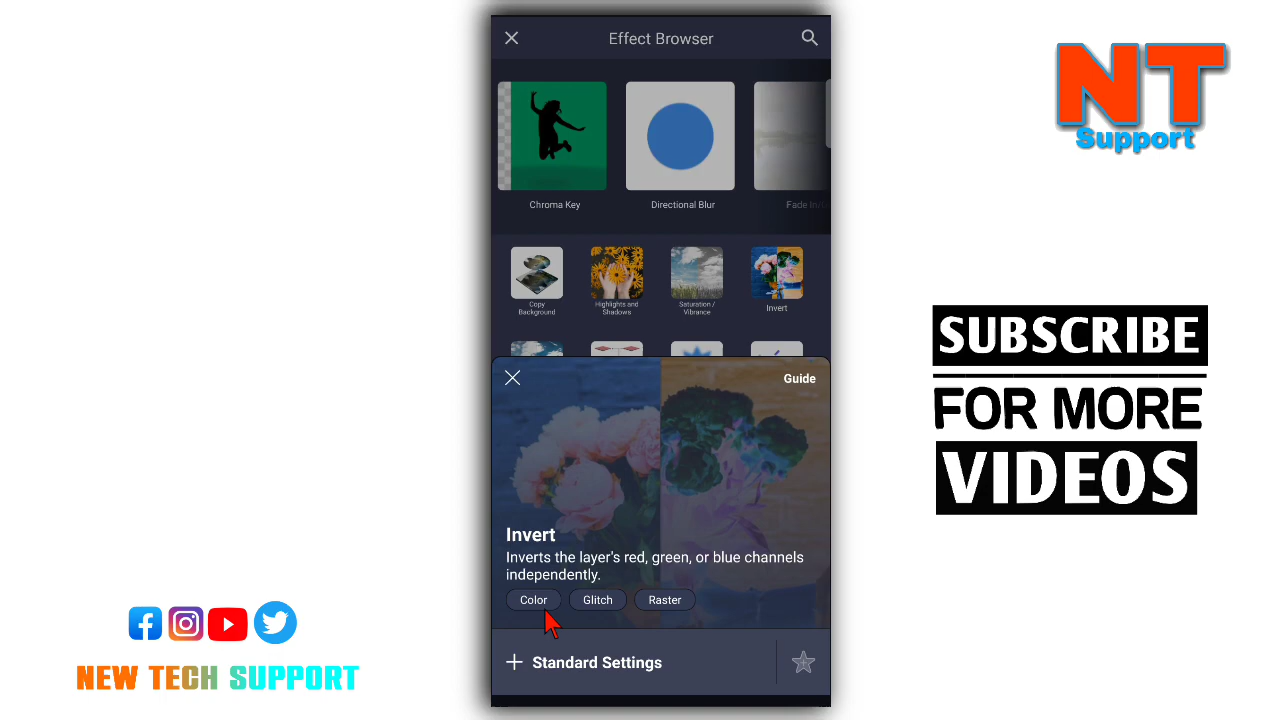 Effect Browser
NT
Support
Chroma Key
Directional Blur
Fade In/
Copy
Background
Highlights and
Shadows
Saturation /
Vibrance
Invert
Guide
SUBSCRIBE
FOR MORE
VIDEOS
Invert
Inverts the layer's red, green, or blue channels
independently.
Color
Glitch
Raster
Standard Settings
NEW TECH SUPPORT